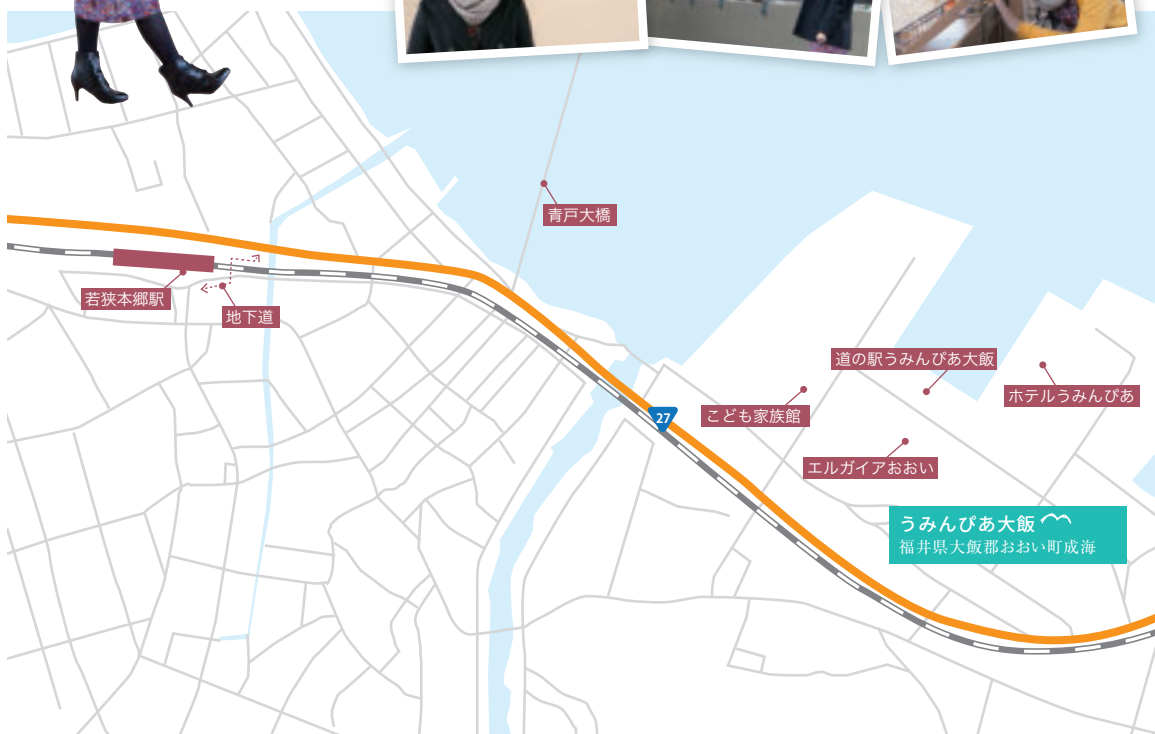 青戸大橋
若狭本郷駅
地下道
道の駅うみんぴあ大飯
ホテルうみんぴあ
こども家族館
27
エルガイアおおい
うみんぴあ大飯
福井県大飯郡おおい町成海